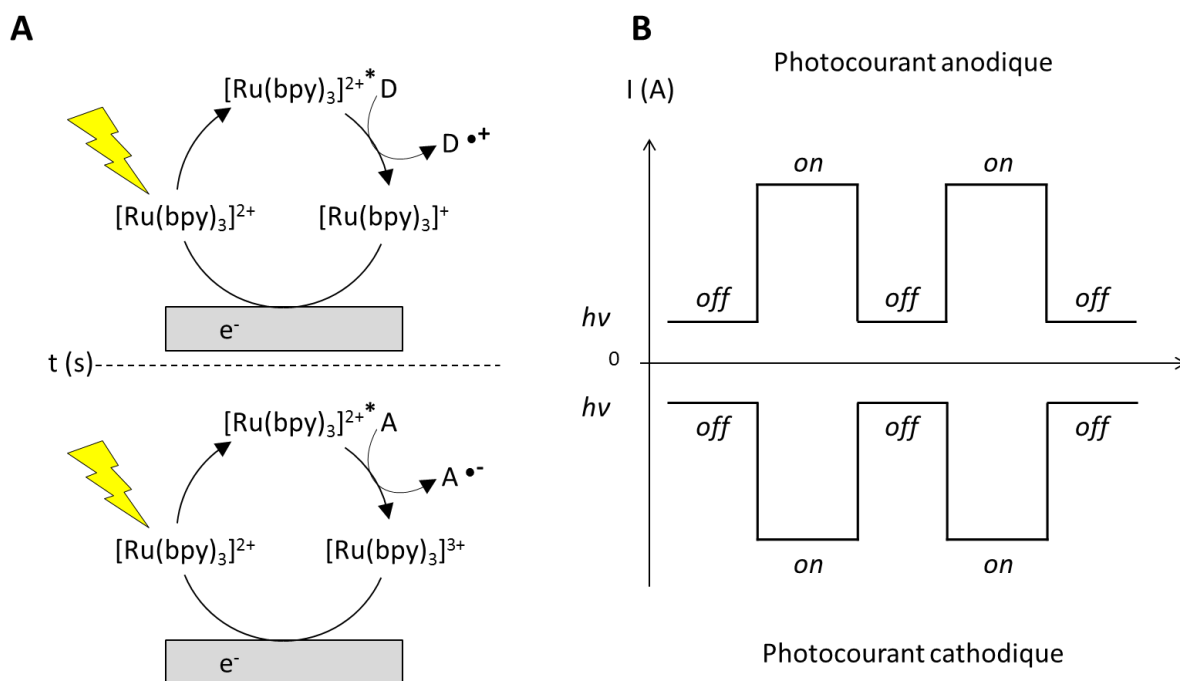 A
[Ru(bpy)3]2+* D
D •+
[Ru(bpy)3]2+ [Ru(bpy)3]+
e-
t (s)
[Ru(bpy)3]2+* A
A •-
[Ru(bpy)3]2+ [Ru(bpy)3]3+
e-
B
Photocourant anodique
I (A)
on on
off off off
hν
0
hν
off off off
on on
Photocourant cathodique